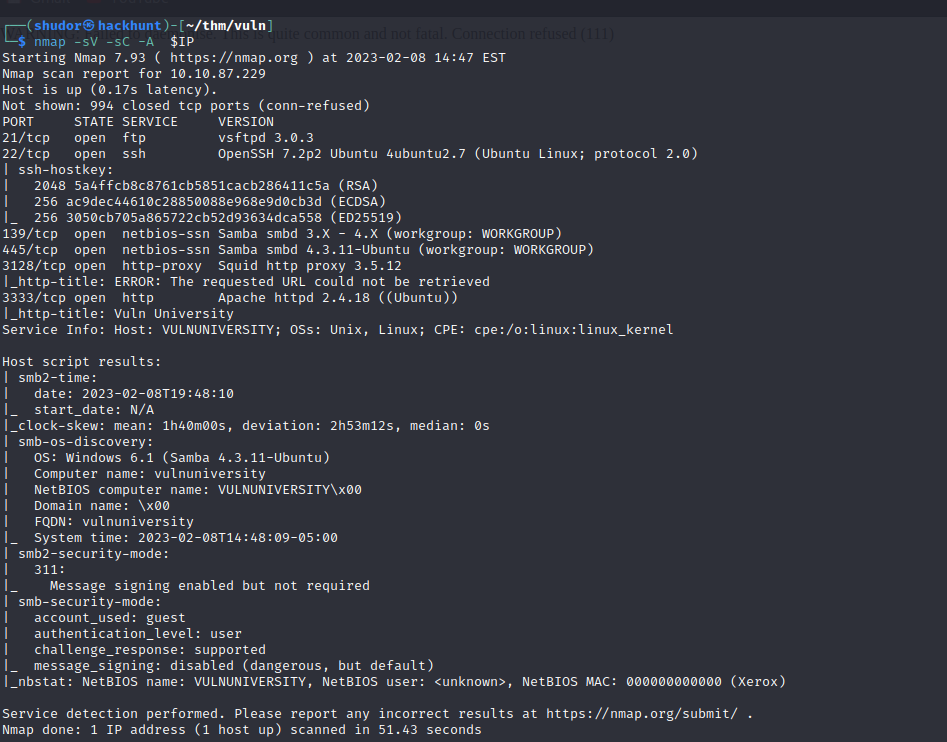 ┌──(shudor㉿hackhunt)-[~/thm/vuln]
└─$ nmap -sV -sC -A  $IP
Starting Nmap 7.93 ( https://nmap.org ) at 2023-02-08 14:47 EST
Nmap scan report for 10.10.87.229
Host is up (0.17s latency).
Not shown: 994 closed tcp ports (conn-refused)
PORT     STATE SERVICE     VERSION
21/tcp   open  ftp         vsftpd 3.0.3
22/tcp   open  ssh         OpenSSH 7.2p2 Ubuntu 4ubuntu2.7 (Ubuntu Linux; protocol 2.0)
| ssh-hostkey:
|   2048 5a4ffcb8c8761cb5851cacb286411c5a (RSA)
|   256 ac9dec44610c28850088e968e9d0cb3d (ECDSA)
|_  256 3050cb705a865722cb52d93634dca558 (ED25519)
139/tcp  open  netbios-ssn Samba smbd 3.X - 4.X (workgroup: WORKGROUP)
445/tcp  open  netbios-ssn Samba smbd 4.3.11-Ubuntu (workgroup: WORKGROUP)
3128/tcp open  http-proxy  Squid http proxy 3.5.12
|_http-title: ERROR: The requested URL could not be retrieved
3333/tcp open  http        Apache httpd 2.4.18 ((Ubuntu))
|_http-title: Vuln University
Service Info: Host: VULNUNIVERSITY; OSs: Unix, Linux; CPE: cpe:/o:linux:linux_kernel

Host script results:
| smb2-time:
|   date: 2023-02-08T19:48:10
|_  start_date: N/A
|_clock-skew: mean: 1h40m00s, deviation: 2h53m12s, median: 0s
| smb-os-discovery:
|   OS: Windows 6.1 (Samba 4.3.11-Ubuntu)
|   Computer name: vulnuniversity
|   NetBIOS computer name: VULNUNIVERSITY\x00
|   Domain name: \x00
|   FQDN: vulnuniversity
|_  System time: 2023-02-08T14:48:09-05:00
| smb2-security-mode:
|   311:
|_    Message signing enabled but not required
| smb-security-mode:
|   account_used: guest
|   authentication_level: user
|   challenge_response: supported
|_  message_signing: disabled (dangerous, but default)
|_nbstat: NetBIOS name: VULNUNIVERSITY, NetBIOS user: <unknown>, NetBIOS MAC: 000000000000 (Xerox)

Service detection performed. Please report any incorrect results at https://nmap.org/submit/ .
Nmap done: 1 IP address (1 host up) scanned in 51.43 seconds